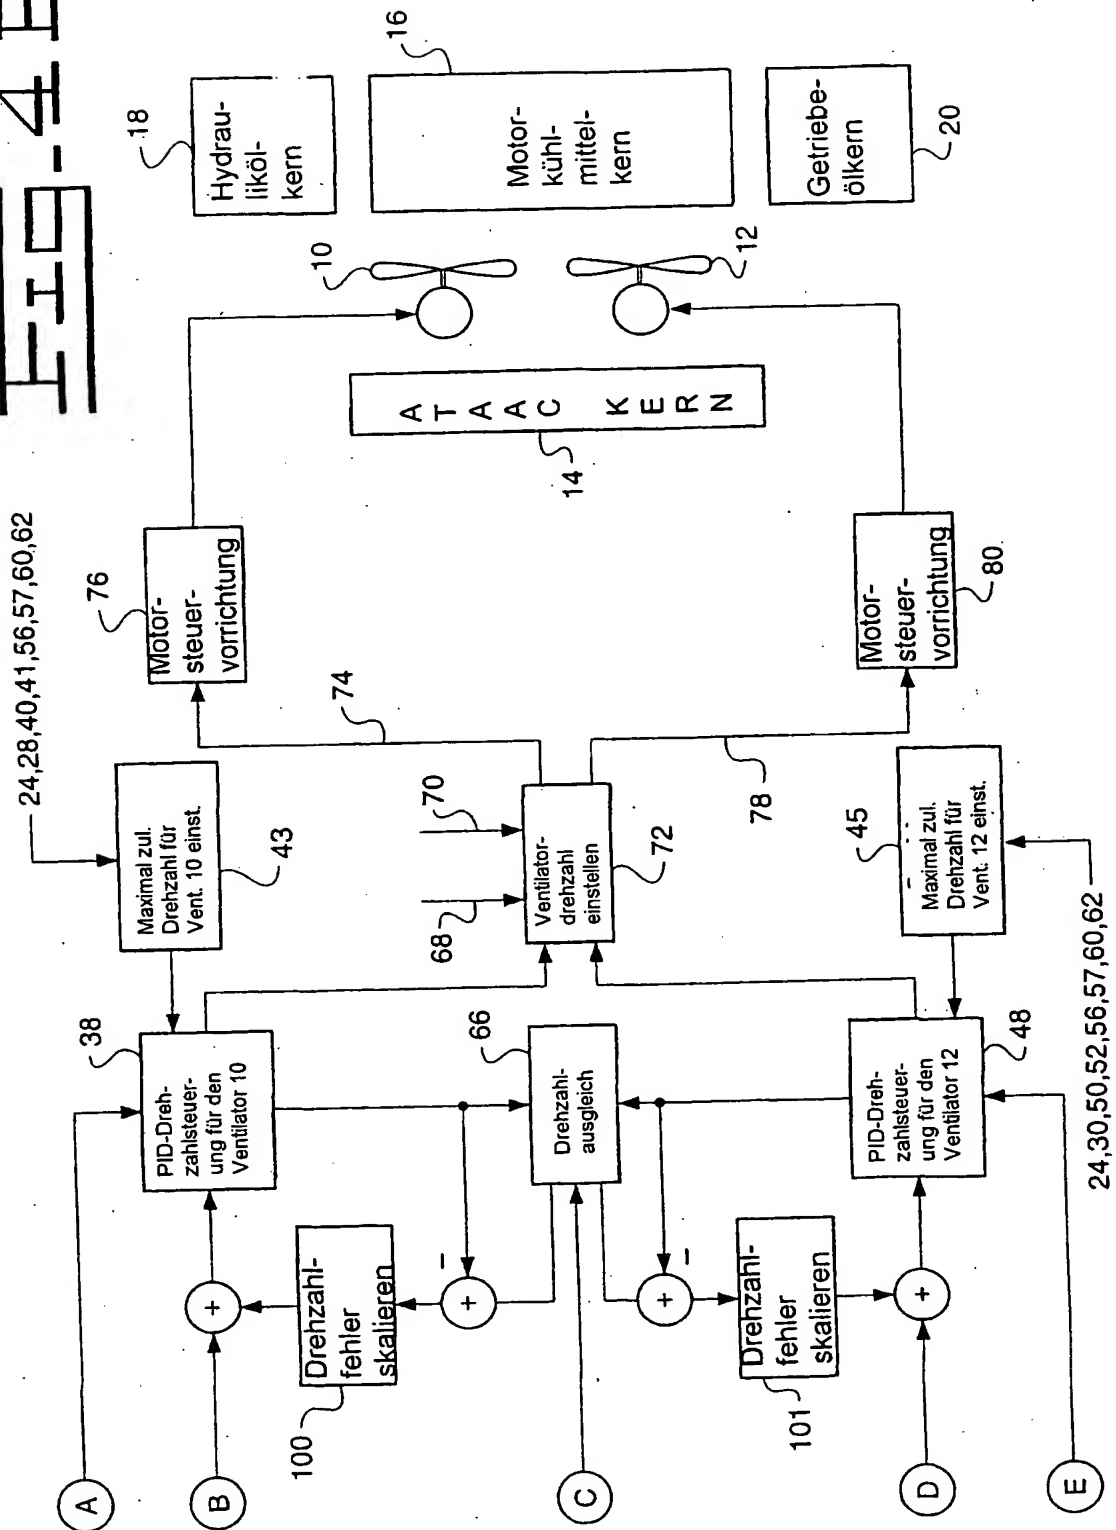 FIG-4B
24,28,40,41,56,57,60,62
A
38
PID-Dreh-
zahlsteuer-
ung für den
Ventilator 10
Maximal zul.
Drehzahl für
Vent. 10 einst.
43
76
Motor-
steuer-
vorrichtung
74
18
Hydrau-
liköl-
kern
16
Motor-
kühl-
mittel-
kern
Getriebe-
ölkern
20
10
12
ATAAC KERN
14
B
+
100
Drehzahl-
fehler
skalieren
−
+
66
Drehzahl-
ausgleich
68
70
Ventilator-
drehzahl
einstellen
72
C
+
−
101
Drehzahl-
fehler
skalieren
78
80
Motor-
steuer-
vorrichtung
D
+
PID-Dreh-
zahlsteuer-
ung für den
Ventilator 12
48
45
Maximal zul.
Drehzahl für
Vent. 12 einst.
E
24,30,50,52,56,57,60,62